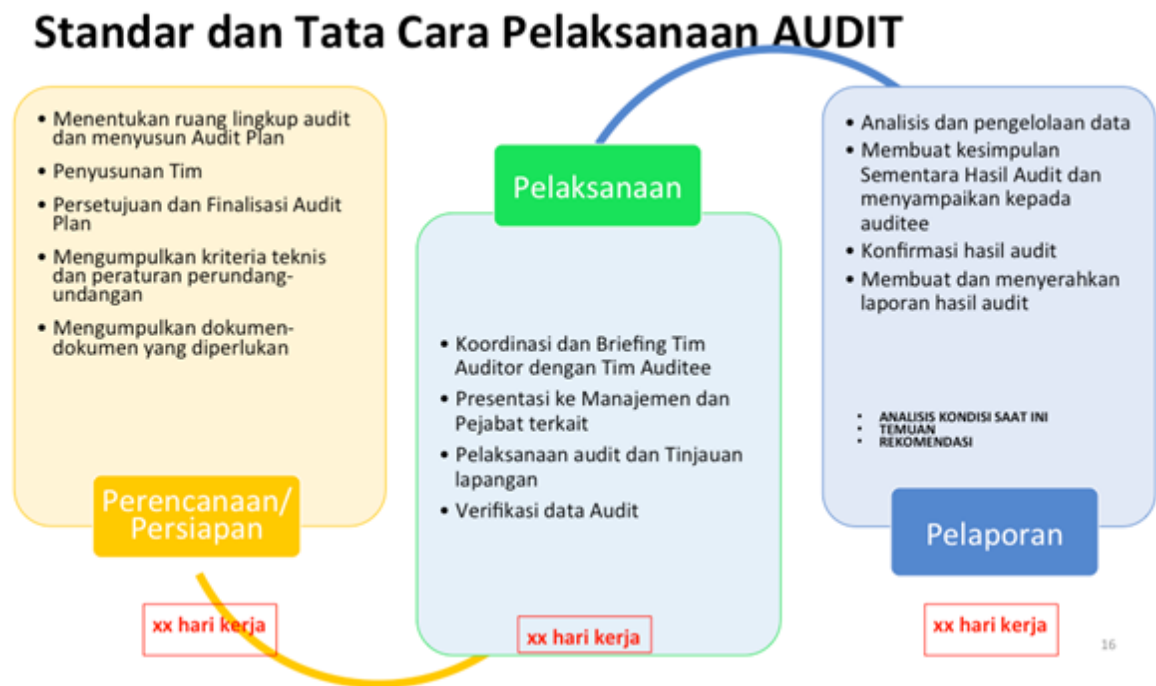 Standar dan Tata Cara Pelaksanaan AUDIT
• Menentukan ruang lingkup audit
dan menyusun Audit Plan
• Penyusunan Tim
• Persetujuan dan Finalisasi Audit
Plan
• Mengumpulkan kriteria teknis
dan peraturan perundang-
undangan
• Mengumpulkan dokumen-
dokumen yang diperlukan
Perencanaan/
Persiapan
xx hari kerja
Pelaksanaan
• Koordinasi dan Briefing Tim
Auditor dengan Tim Auditee
• Presentasi ke Manajemen dan
Pejabat terkait
• Pelaksanaan audit dan Tinjauan
lapangan
• Verifikasi data Audit
xx hari kerja
• Analisis dan pengelolaan data
• Membuat kesimpulan
Sementara Hasil Audit dan
menyampaikan kepada
auditee
• Konfirmasi hasil audit
• Membuat dan menyerahkan
laporan hasil audit
• ANALISIS KONDISI SAAT INI
• TEMUAN
• REKOMENDASI
Pelaporan
xx hari kerja
16